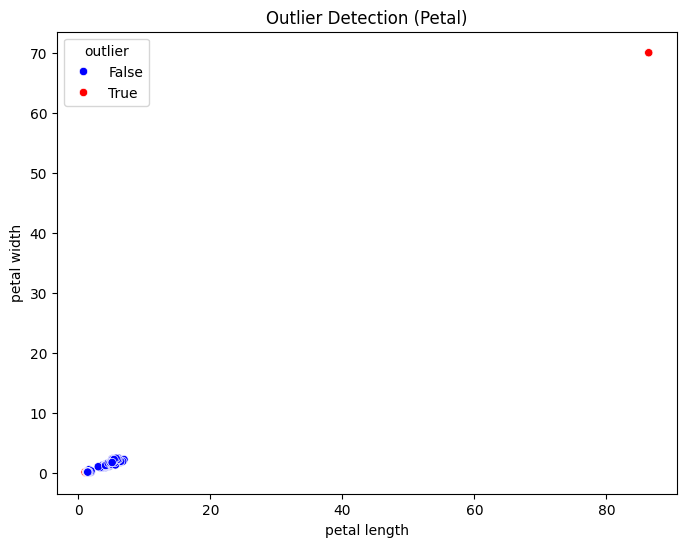 Outlier Detection (Petal)
outlier
False
True
70
60
50
40
30
20
10
0
petal width
0 20 40 60 80
petal length